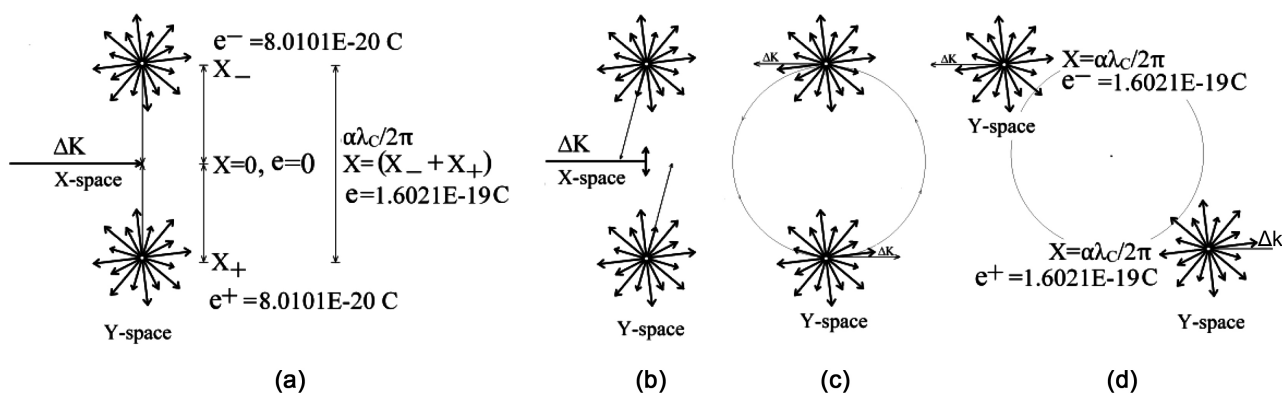 e⁻ =8.0101E-20 C
X₋
ΔK
X-space
X=0, e=0
αλC/2π
X=(X₋ + X₊)
e=1.6021E-19C
X₊
e⁺ =8.0101E-20 C
Y-space
(a)
ΔK
X-space
Y-space
(b)
ΔK
ΔK
(c)
ΔK
X=αλC/2π
e⁻ =1.6021E-19C
Y-space
X=αλC/2π
e⁺ =1.6021E-19C
Δk
Y-space
(d)